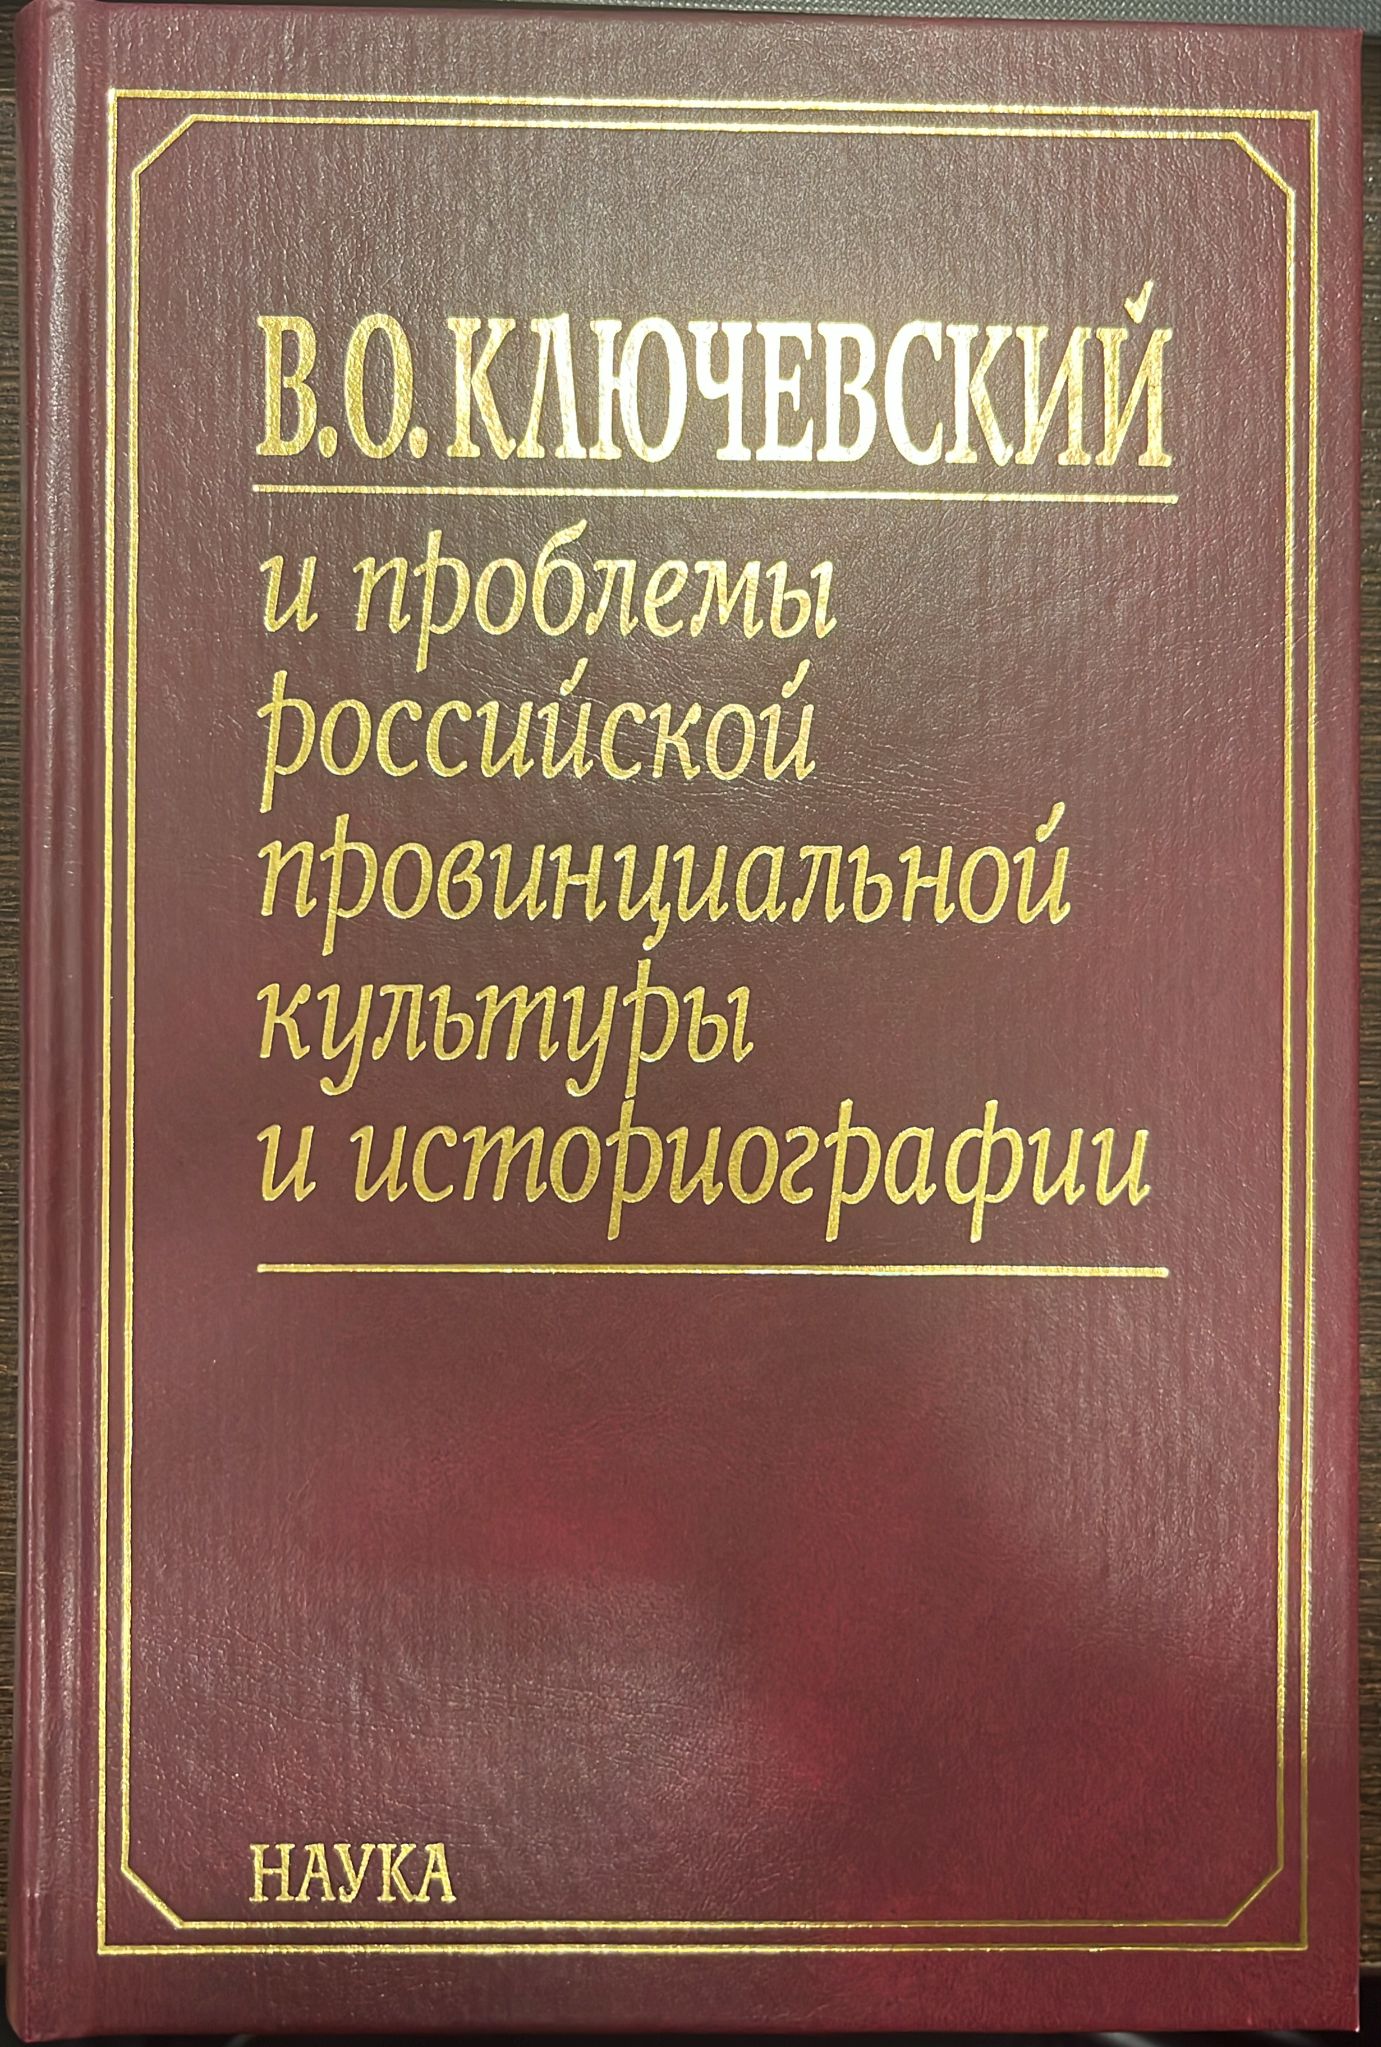 В.О.КЛЮЧЕВСКИЙ
и проблемы
российской
провинциальной
культуры
и историографии
НАУКА